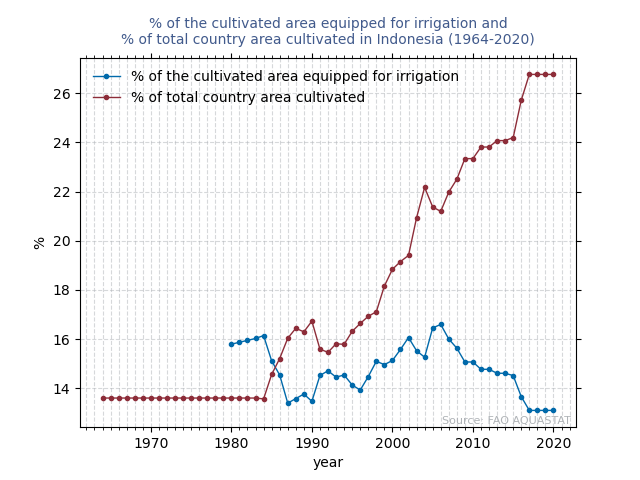 % of the cultivated area equipped for irrigation and
% of total country area cultivated in Indonesia (1964-2020)
% of the cultivated area equipped for irrigation
% of total country area cultivated
26
24
22
20
18
16
14
%
Source: FAO AQUASTAT
1970 1980 1990 2000 2010 2020
year